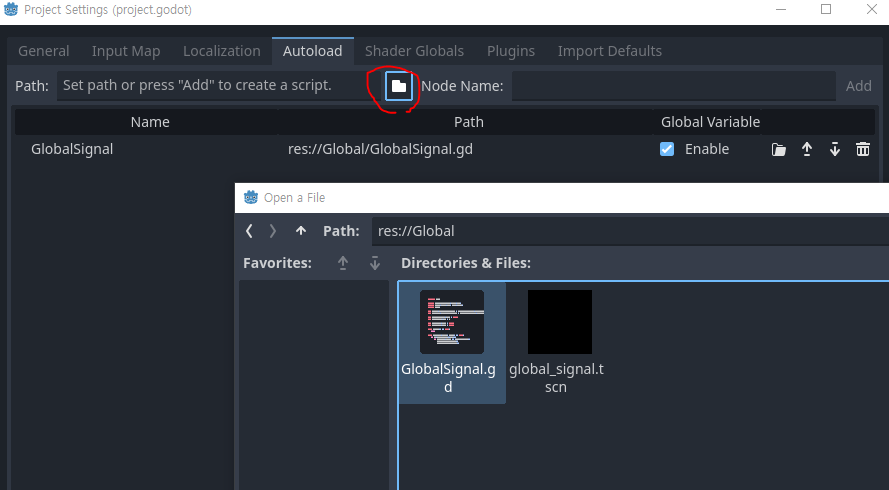 Project Settings (project.godot)
General Input Map Localization Autoload Shader Globals Plugins Import Defaults
Path: Set path or press "Add" to create a script. Node Name: Add
Name Path Global Variable
GlobalSignal res://Global/GlobalSignal.gd Enable
Open a File
Path: res://Global
Favorites: Directories & Files:
GlobalSignal.g
d
global_signal.t
scn